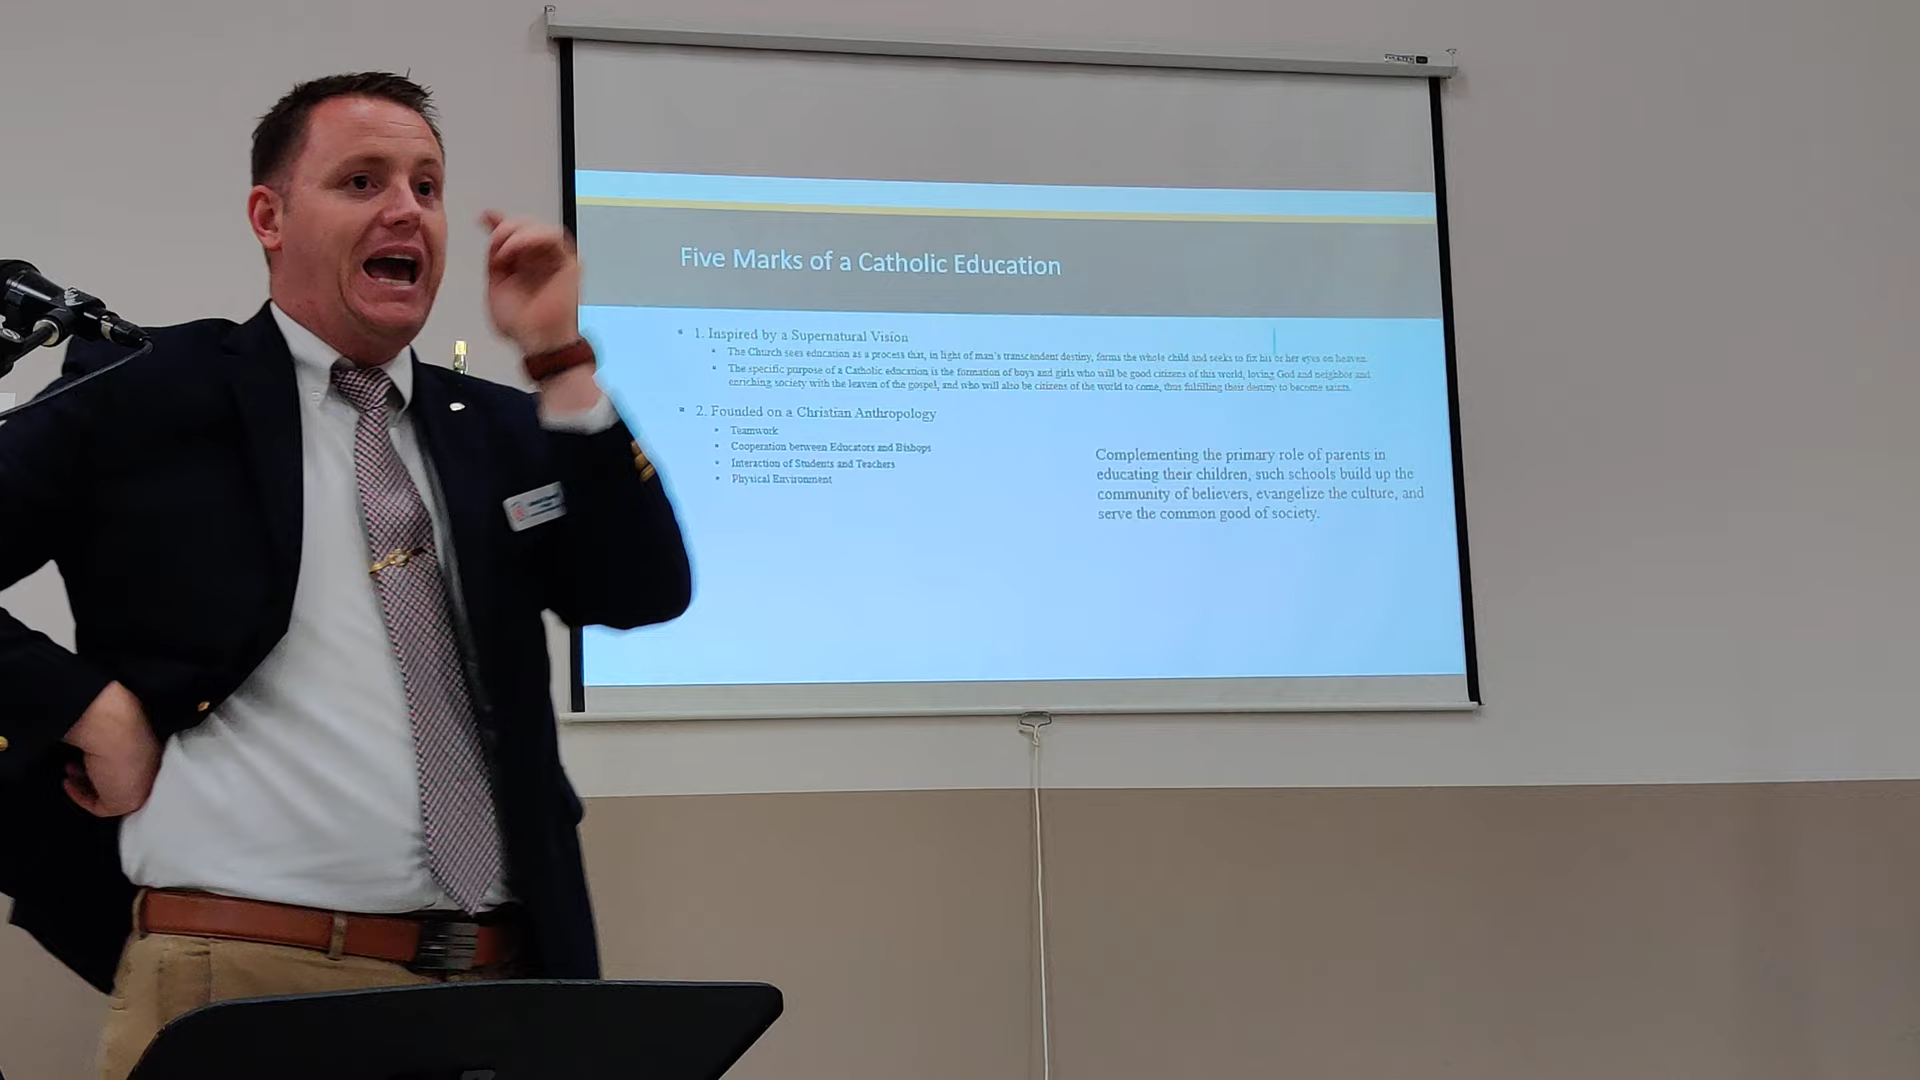 Five Marks of a Catholic Education
1. Inspired by a Supernatural Vision
The Church sees education as a process that, in light of man's transcendent destiny, forms the whole child and seeks to fix his or her eyes on heaven.
The specific purpose of a Catholic education is the formation of boys and girls who will be good citizens of this world, loving God and neighbor and
enriching society with the leaven of the gospel, and who will also be citizens of the world to come, thus fulfilling their destiny to become saints.
2. Founded on a Christian Anthropology
Teamwork
Cooperation between Educators and Bishops
Interaction of Students and Teachers
Physical Environment
Complementing the primary role of parents in
educating their children, such schools build up the
community of believers, evangelize the culture, and
serve the common good of society.